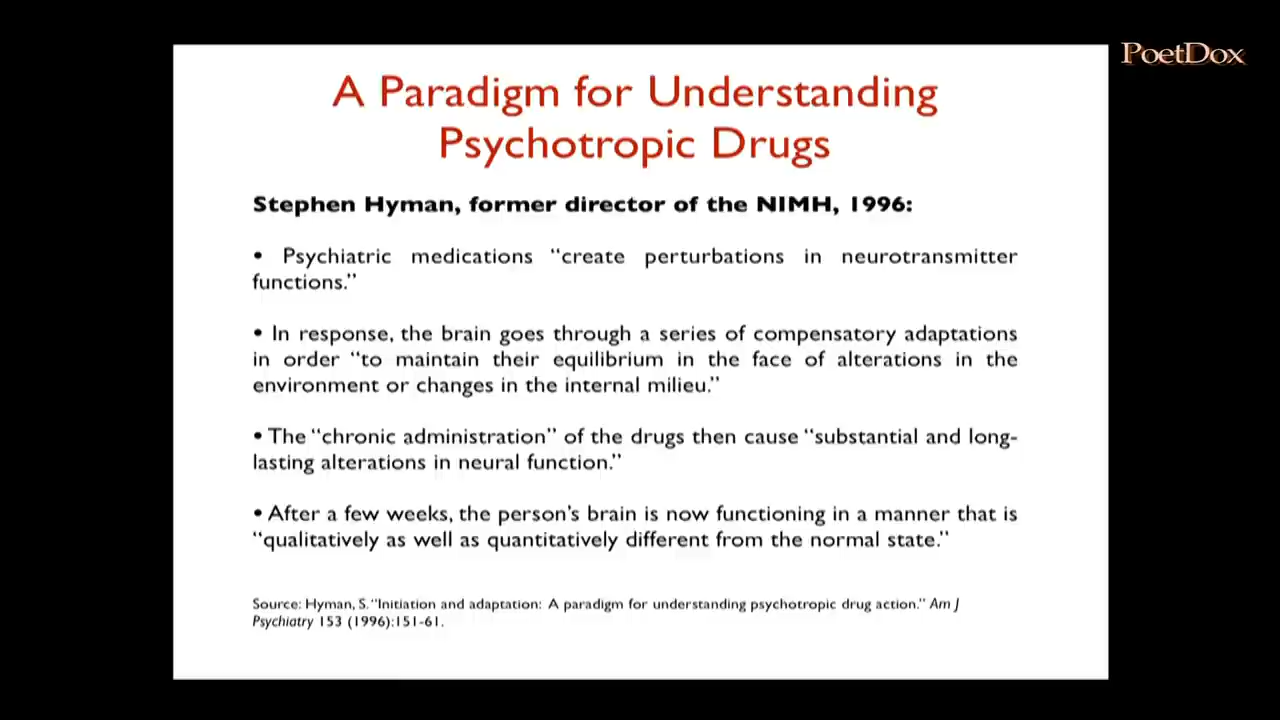 PoetDox
A Paradigm for Understanding
Psychotropic Drugs
Stephen Hyman, former director of the NIMH, 1996:
• Psychiatric medications “create perturbations in neurotransmitter
functions.”
• In response, the brain goes through a series of compensatory adaptations
in order “to maintain their equilibrium in the face of alterations in the
environment or changes in the internal milieu.”
• The “chronic administration” of the drugs then cause “substantial and long-
lasting alterations in neural function.”
• After a few weeks, the person’s brain is now functioning in a manner that is
“qualitatively as well as quantitatively different from the normal state.”
Source: Hyman, S. “Initiation and adaptation: A paradigm for understanding psychotropic drug action.” Am J
Psychiatry 153 (1996):151-61.